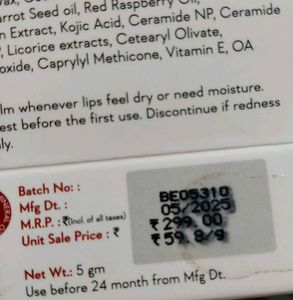 arrot Seed oil, Red Raspberry Oil,
n Extract, Kojic Acid, Ceramide NP, Ceramide
, Licorice extracts, Cetearyl Olivate,
oxide, Caprylyl Methicone, Vitamin E, OA
lm whenever lips feel dry or need moisture.
est before the first use. Discontinue if redness
ly.
Batch No: : BE05310
Mfg Dt. : 05/2025
M.R.P. : ₹(Incl. of all taxes) ₹ 299.00
Unit Sale Price : ₹ ₹ 59.8/g
Net Wt.: 5 gm
Use before 24 month from Mfg Dt.